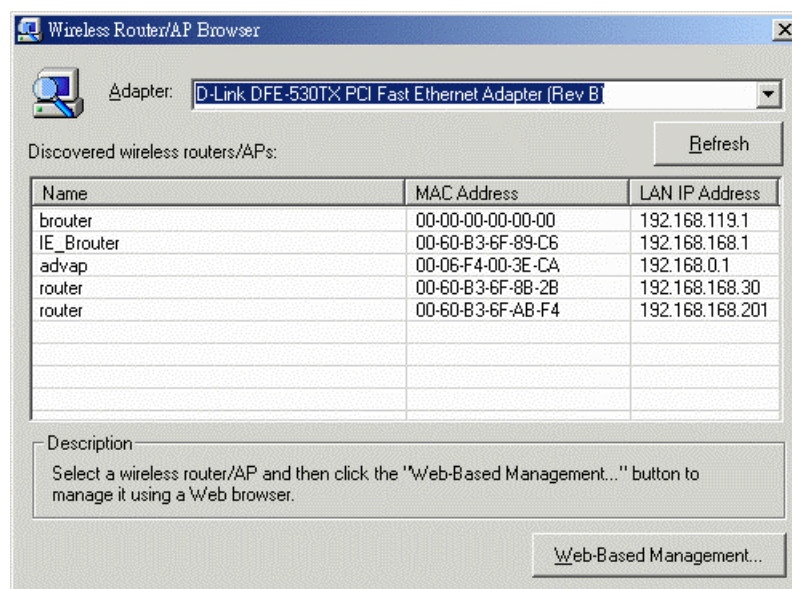 Wireless Router/AP Browser
Adapter: D-Link DFE-530TX PCI Fast Ethernet Adapter (Rev B)
Refresh
Discovered wireless routers/APs:
Name MAC Address LAN IP Address
brouter 00-00-00-00-00-00 192.168.119.1
IE_Brouter 00-60-B3-6F-89-C6 192.168.168.1
advap 00-06-F4-00-3E-CA 192.168.0.1
router 00-60-B3-6F-8B-2B 192.168.168.30
router 00-60-B3-6F-AB-F4 192.168.168.201
Description
Select a wireless router/AP and then click the "Web-Based Management..." button to
manage it using a Web browser.
Web-Based Management...